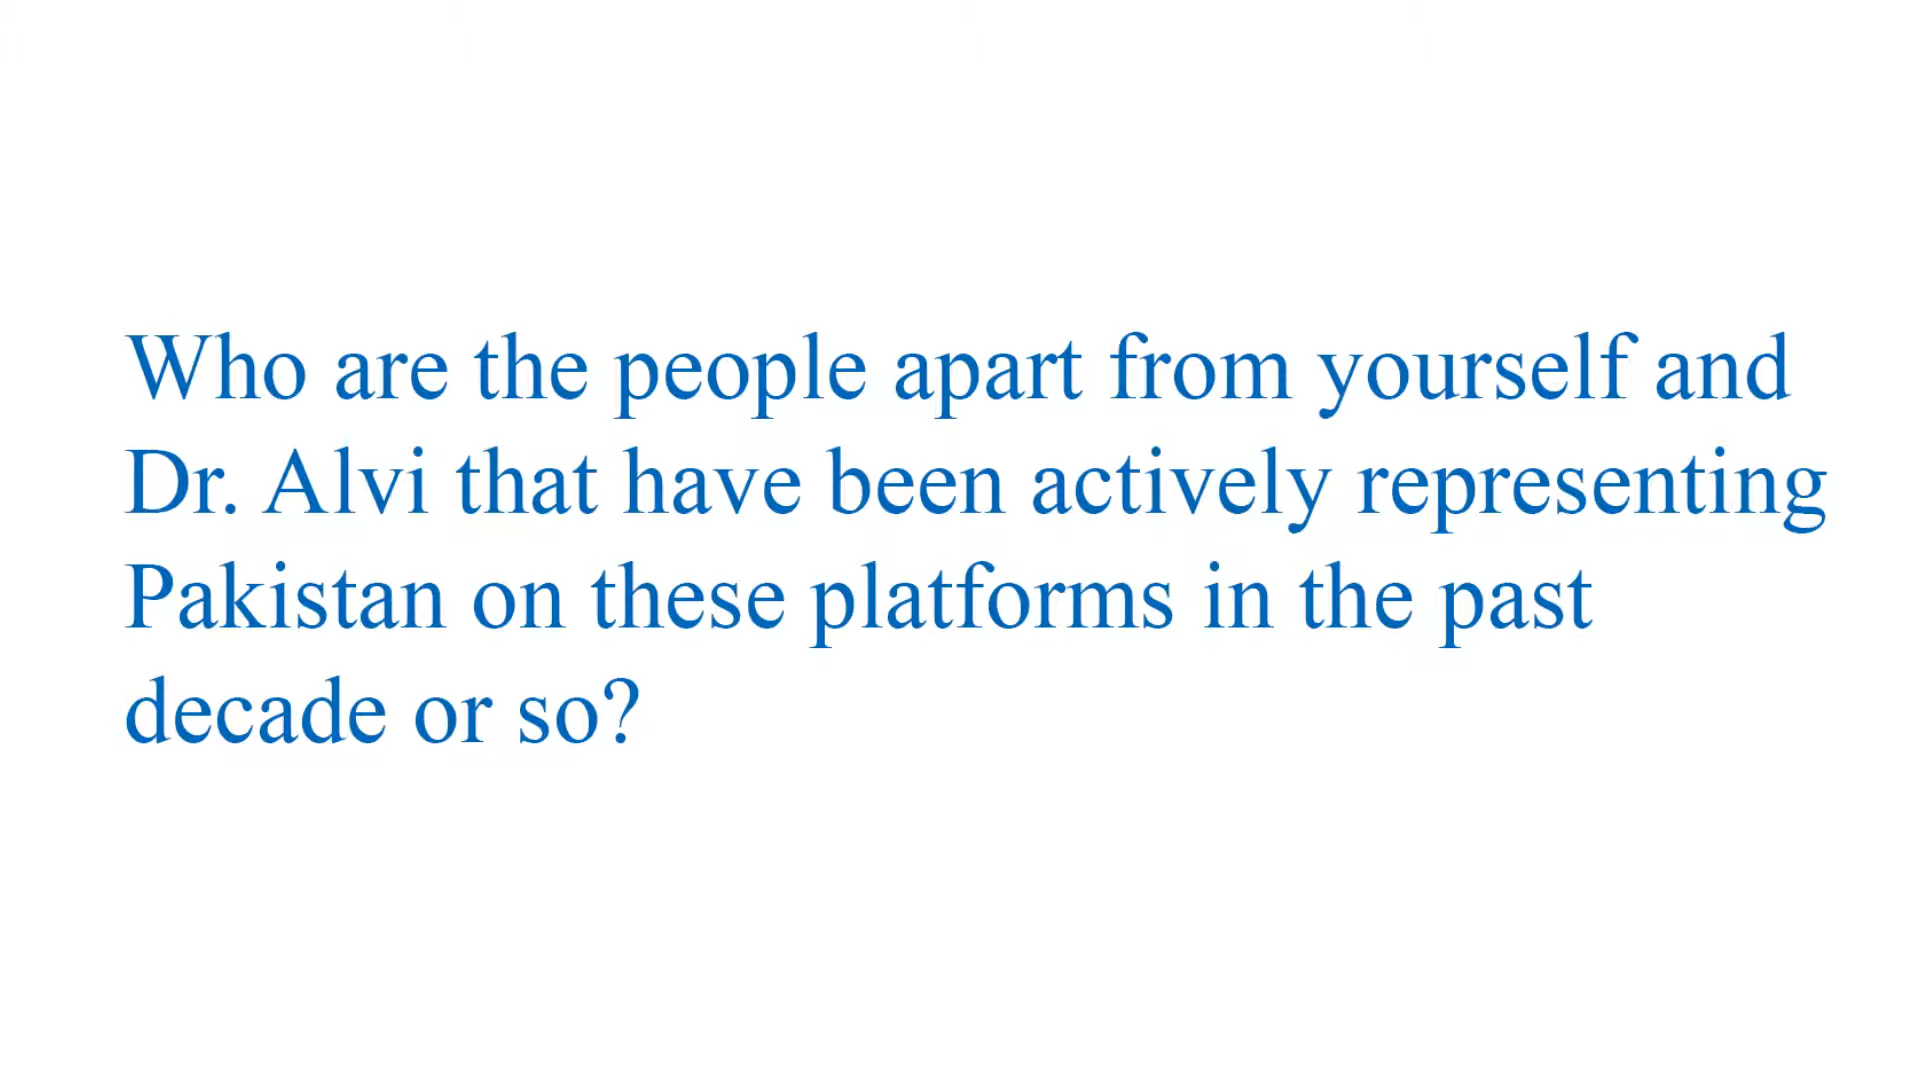 Who are the people apart from yourself and
Dr. Alvi that have been actively representing
Pakistan on these platforms in the past
decade or so?